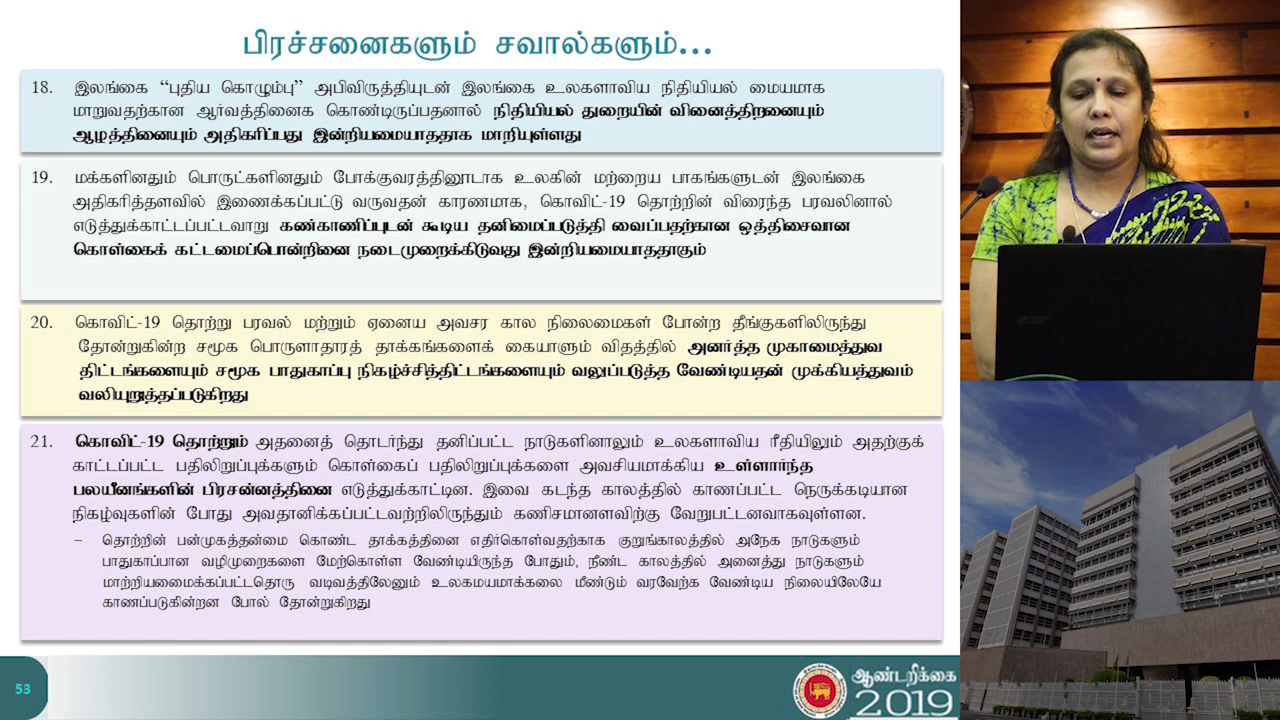 பிரச்சனைகளும் சவால்களும்...
18. இலங்கை “புதிய கொழும்பு” அபிவிருத்தியுடன் இலங்கை உலகளாவிய நிதியியல் மையமாக
மாறுவதற்கான ஆர்வத்தினைக கொண்டிருப்பதனால் நிதியியல் துறையின் வினைத்திறனையும்
ஆழத்தினையும் அதிகரிப்பது இன்றியமையாததாக மாறியுள்ளது
19. மக்களினதும் பொருட்களினதும் போக்குவரத்தினூடாக உலகின் மற்றைய பாகங்களுடன் இலங்கை
அதிகரித்தளவில் இணைக்கப்பட்டு வருவதன் காரணமாக, கொவிட்-19 தொற்றின் விரைந்த பரவலினால்
எடுத்துக்காட்டப்பட்டவாறு கண்காணிப்புடன் கூடிய தனிமைப்படுத்தி வைப்பதற்கான ஒத்திசைவான
கொள்கைக் கட்டமைப்பொன்றினை நடைமுறைக்கிடுவது இன்றியமையாததாகும்
20. கொவிட்-19 தொற்று பரவல் மற்றும் ஏனைய அவசர கால நிலைமைகள் போன்ற தீங்குகளிலிருந்து
தோன்றுகின்ற சமூக பொருளாதாரத் தாக்கங்களைக் கையாளும் விதத்தில் அனர்த்த முகாமைத்துவ
திட்டங்களையும் சமூக பாதுகாப்பு நிகழ்ச்சித்திட்டங்களையும் வலுப்படுத்த வேண்டியதன் முக்கியத்துவம்
வலியுறுத்தப்படுகிறது
21. கொவிட்-19 தொற்றும் அதனைத் தொடர்ந்து தனிப்பட்ட நாடுகளினாலும் உலகளாவிய ரீதியிலும் அதற்குக்
காட்டப்பட்ட பதிலிறுப்புக்களும் கொள்கைப் பதிலிறுப்புக்களை அவசியமாக்கிய உள்ளார்ந்த
பலயீனங்களின் பிரசன்னத்தினை எடுத்துக்காட்டின. இவை கடந்த காலத்தில் காணப்பட்ட நெருக்கடியான
நிகழ்வுகளின் போது அவதானிக்கப்பட்டவற்றிலிருந்தும் கணிசமானளவிற்கு வேறுபட்டனவாகவுள்ளன.
– தொற்றின் பன்முகத்தன்மை கொண்ட தாக்கத்தினை எதிர்கொள்வதற்காக குறுங்காலத்தில் அநேக நாடுகளும்
பாதுகாப்பான வழிமுறைகளை மேற்கொள்ள வேண்டியிருந்த போதும், நீண்ட காலத்தில் அனைத்து நாடுகளும்
மாற்றியமைக்கப்பட்டதொரு வடிவத்திலேனும் உலகமயமாக்கலை மீண்டும் வரவேற்க வேண்டிய நிலையிலேயே
காணப்படுகின்றன போல் தோன்றுகிறது
53
ஆண்டறிக்கை
2019